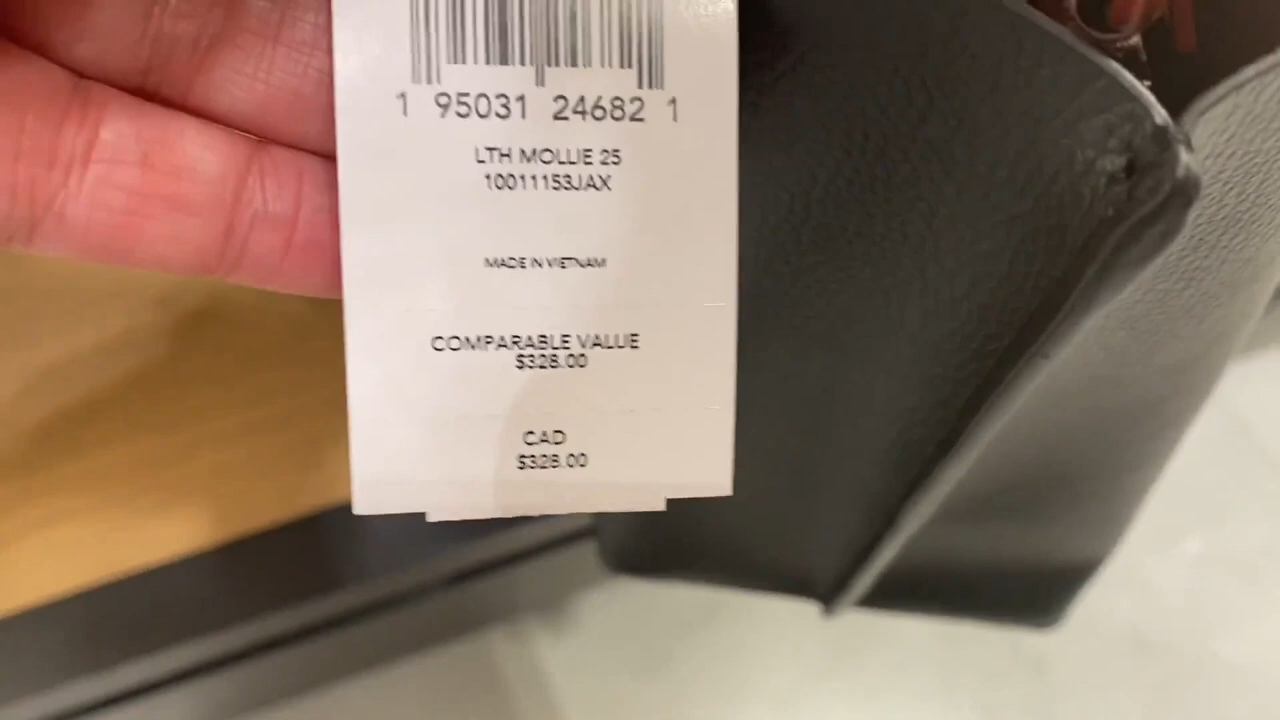 1 95031 24682 1
LTH MOLLIE 25
10011153JAX
MADE IN VIETNAM
COMPARABLE VALUE
$328.00
CAD
$328.00